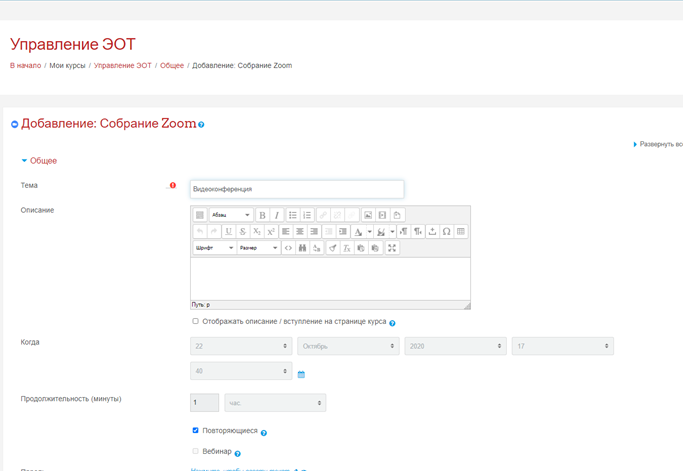 Управление ЭОТ
В начало / Мои курсы / Управление ЭОТ / Общее / Добавление: Собрание Zoom
Добавление: Собрание Zoom
Развернуть вс
Общее
Тема
Видеоконференция
Описание
Абзац
Шрифт
Размер
Путь: p
Отображать описание / вступление на странице курса
Когда
22 Октябрь 2020 17
40
Продолжительность (минуты)
1 час.
Повторяющиеся
Вебинар